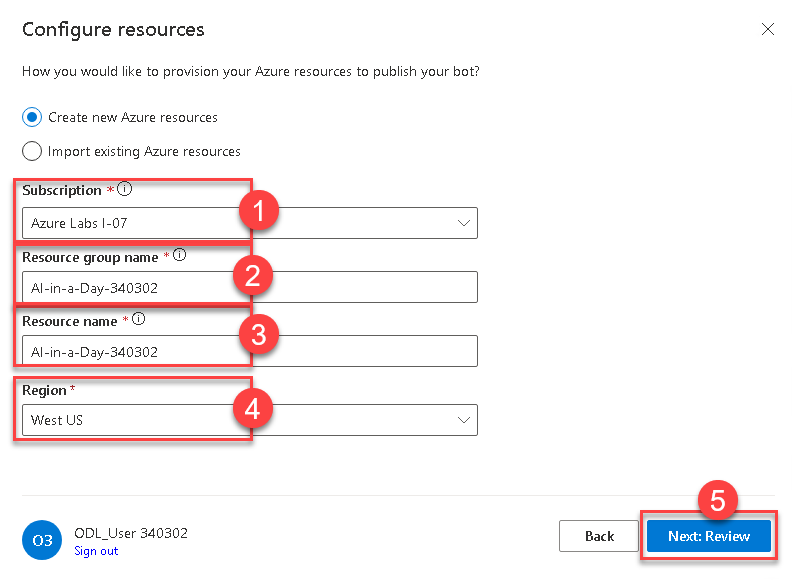 Configure resources
How you would like to provision your Azure resources to publish your bot?
Create new Azure resources
Import existing Azure resources
Subscription *
1
Azure Labs I-07
Resource group name *
2
AI-in-a-Day-340302
Resource name *
3
AI-in-a-Day-340302
Region *
4
West US
5
O3
ODL_User 340302
Sign out
Back
Next: Review